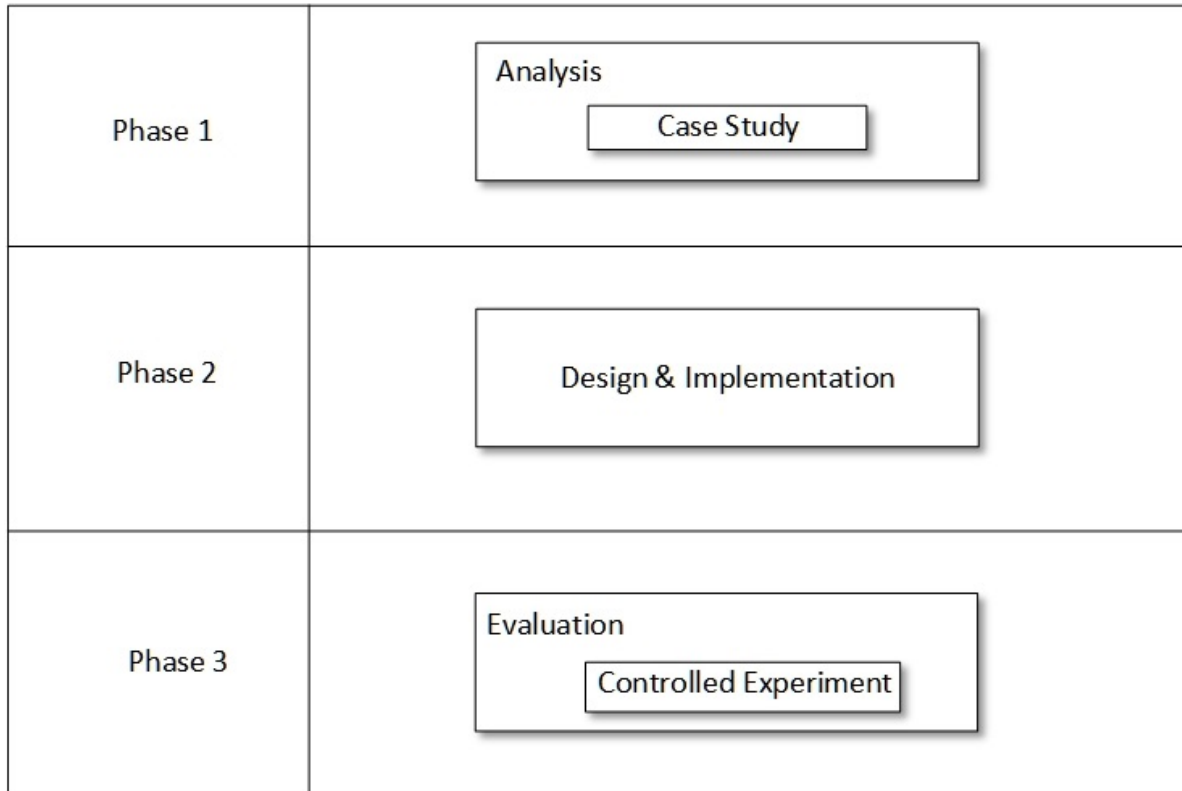 Phase 1
Analysis
Case Study
Phase 2
Design & Implementation
Phase 3
Evaluation
Controlled Experiment